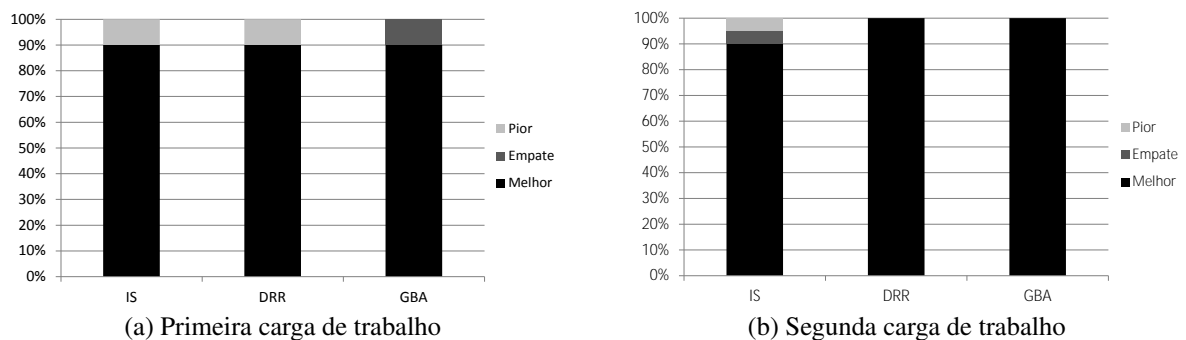 100%
90%
80%
70%
60%
50%
40%
30%
20%
10%
0%
IS DRR GBA
Pior
Empate
Melhor
(a) Primeira carga de trabalho
100%
90%
80%
70%
60%
50%
40%
30%
20%
10%
0%
IS DRR GBA
Pior
Empate
Melhor
(b) Segunda carga de trabalho